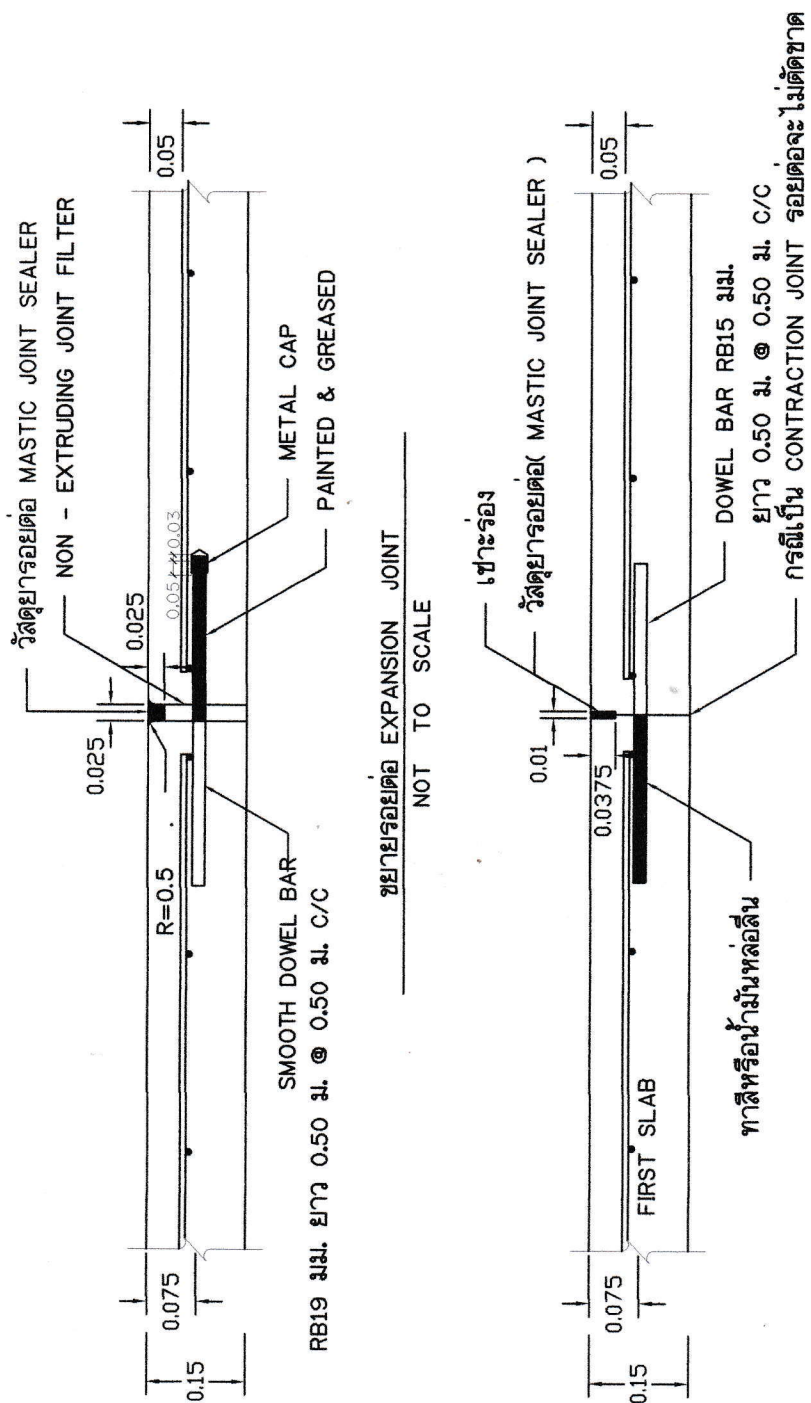 วัสดุยารอยต่อ MASTIC JOINT SEALER
NON - EXTRUDING JOINT FILTER
0.025
0.025
0.05
0.03
0.05
METAL CAP
PAINTED & GREASED
R=0.5
0.075
0.15
SMOOTH DOWEL BAR
RB19 มม. ยาว 0.50 ม. @ 0.50 ม. C/C
ขยายรอยต่อ EXPANSION JOINT
NOT TO SCALE
เซาะร่อง
วัสดุยารอยต่อ( MASTIC JOINT SEALER )
0.01
0.0375
0.05
0.075
0.15
FIRST SLAB
DOWEL BAR RB15 มม.
ยาว 0.50 ม. @ 0.50 ม. C/C
กรณีเป็น CONTRACTION JOINT รอยต่อจะไม่ตัดขาด
ทาสีหรือน้ำมันหล่อลื่น